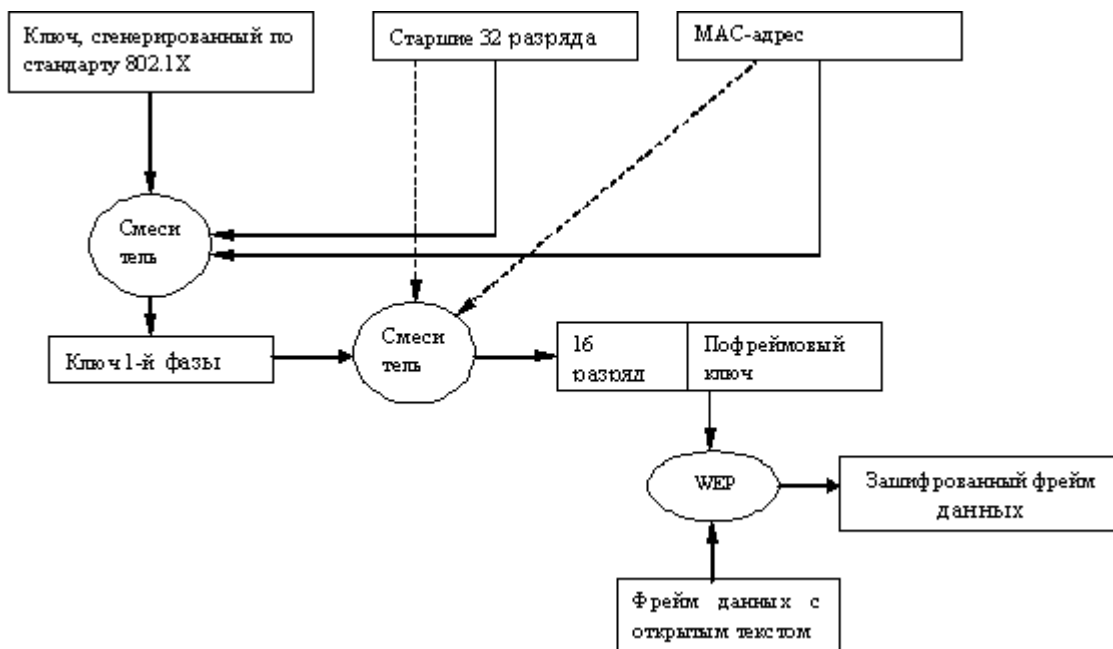 Ключ, сгенерированный по
стандарту 802.1X
Старшие 32 разряда
MAC-адрес
Смеси
тель
Ключ 1-й фазы
Смеси
тель
16
разряд
Пофреймовый
ключ
WEP
Зашифрованный фрейм
данных
Фрейм данных с
открытым текстом